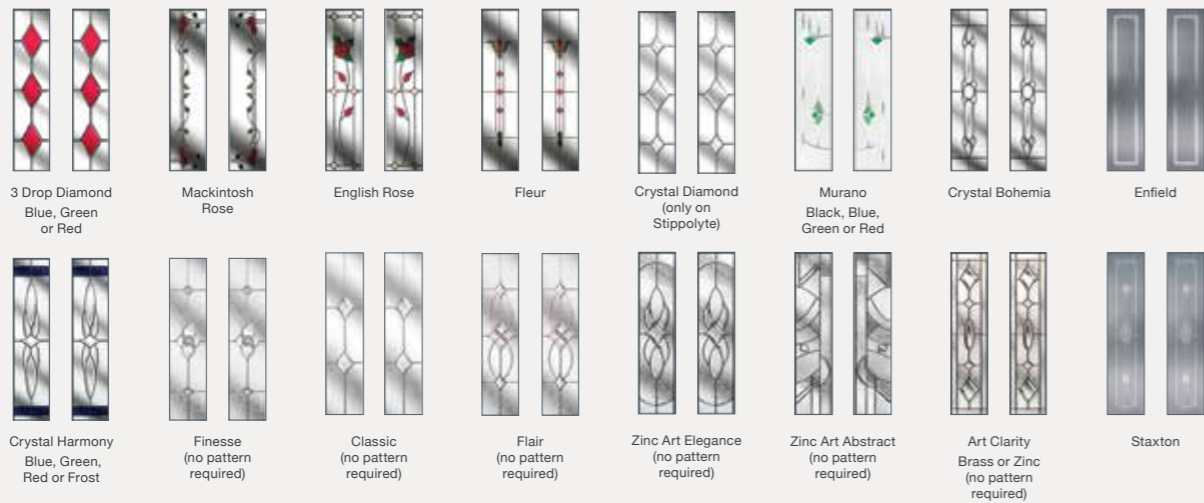 3 Drop Diamond
Blue, Green
or Red
Mackintosh
Rose
English Rose
Fleur
Crystal Diamond
(only on
Stippolyte)
Murano
Black, Blue,
Green or Red
Crystal Bohemia
Enfield
Crystal Harmony
Blue, Green,
Red or Frost
Finesse
(no pattern
required)
Classic
(no pattern
required)
Flair
(no pattern
required)
Zinc Art Elegance
(no pattern
required)
Zinc Art Abstract
(no pattern
required)
Art Clarity
Brass or Zinc
(no pattern
required)
Staxton